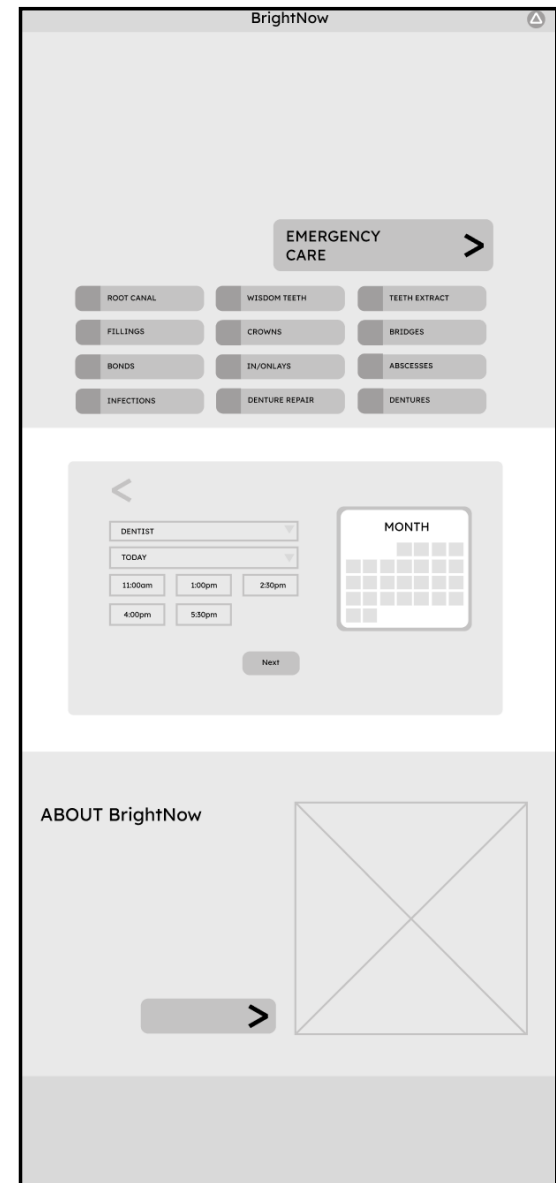 BrightNow
EMERGENCY
CARE
ROOT CANAL
WISDOM TEETH
TEETH EXTRACT
FILLINGS
CROWNS
BRIDGES
BONDS
IN/ONLAYS
ABSCESSES
INFECTIONS
DENTURE REPAIR
DENTURES
DENTIST
TODAY
11:00am
1:00pm
2:30pm
4:00pm
5:30pm
Next
MONTH
ABOUT BrightNow